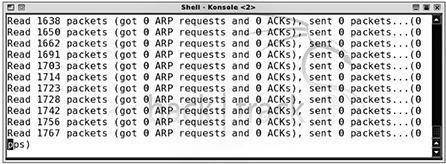 Shell - Konsole <2>
Read 1638 packets (got 0 ARP requests and 0 ACKs), sent 0 packets...(0
Read 1650 packets (got 0 ARP requests and 0 ACKs), sent 0 packets...(0
Read 1662 packets (got 0 ARP requests and 0 ACKs), sent 0 packets...(0
Read 1691 packets (got 0 ARP requests and 0 ACKs), sent 0 packets...(0
Read 1703 packets (got 0 ARP requests and 0 ACKs), sent 0 packets...(0
Read 1714 packets (got 0 ARP requests and 0 ACKs), sent 0 packets...(0
Read 1723 packets (got 0 ARP requests and 0 ACKs), sent 0 packets...(0
Read 1728 packets (got 0 ARP requests and 0 ACKs), sent 0 packets...(0
Read 1742 packets (got 0 ARP requests and 0 ACKs), sent 0 packets...(0
Read 1756 packets (got 0 ARP requests and 0 ACKs), sent 0 packets...(0
Read 1767 packets (got 0 ARP requests and 0 ACKs), sent 0 packets...(0
pps)